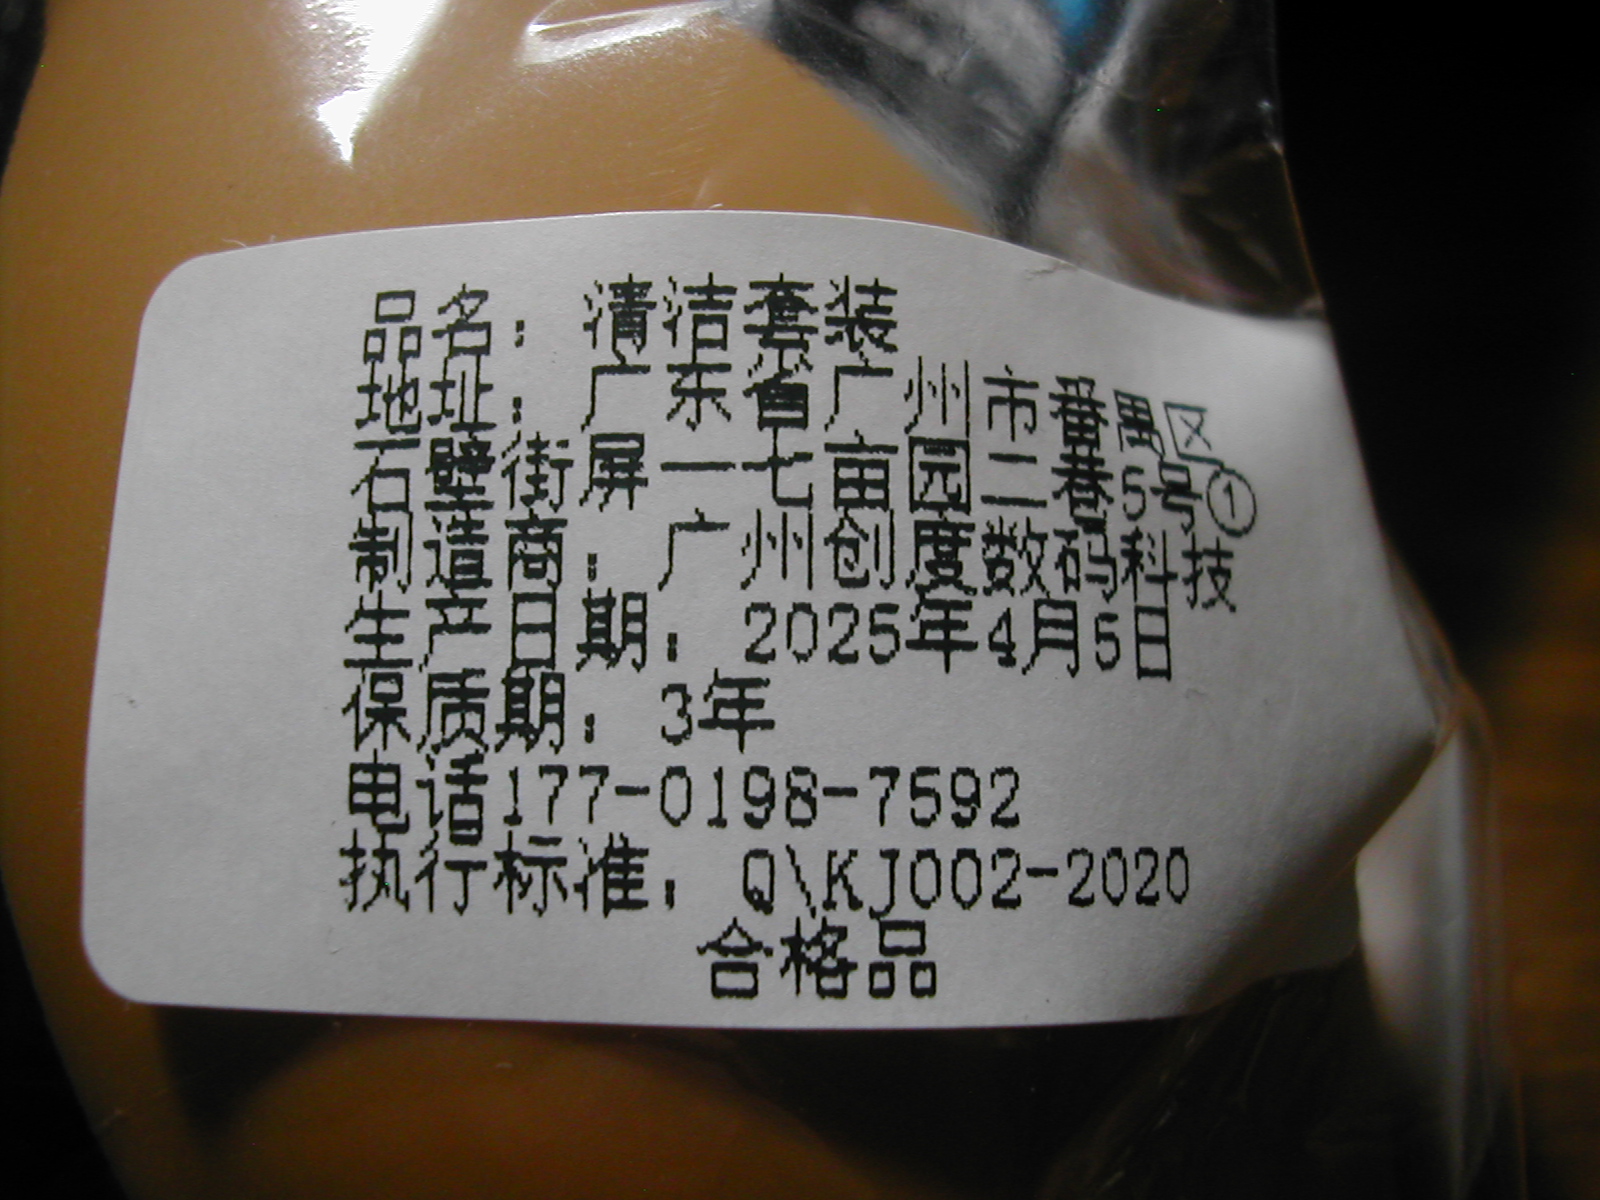 品名：清洁套装
地址：广东省广州市番禺区
石壁街屏一七亩园二巷5号①
制造商：广州创度数码科技
生产日期：2025年4月5日
保质期：3年
电话177-0198-7592
执行标准：Q\KJ002-2020
合格品